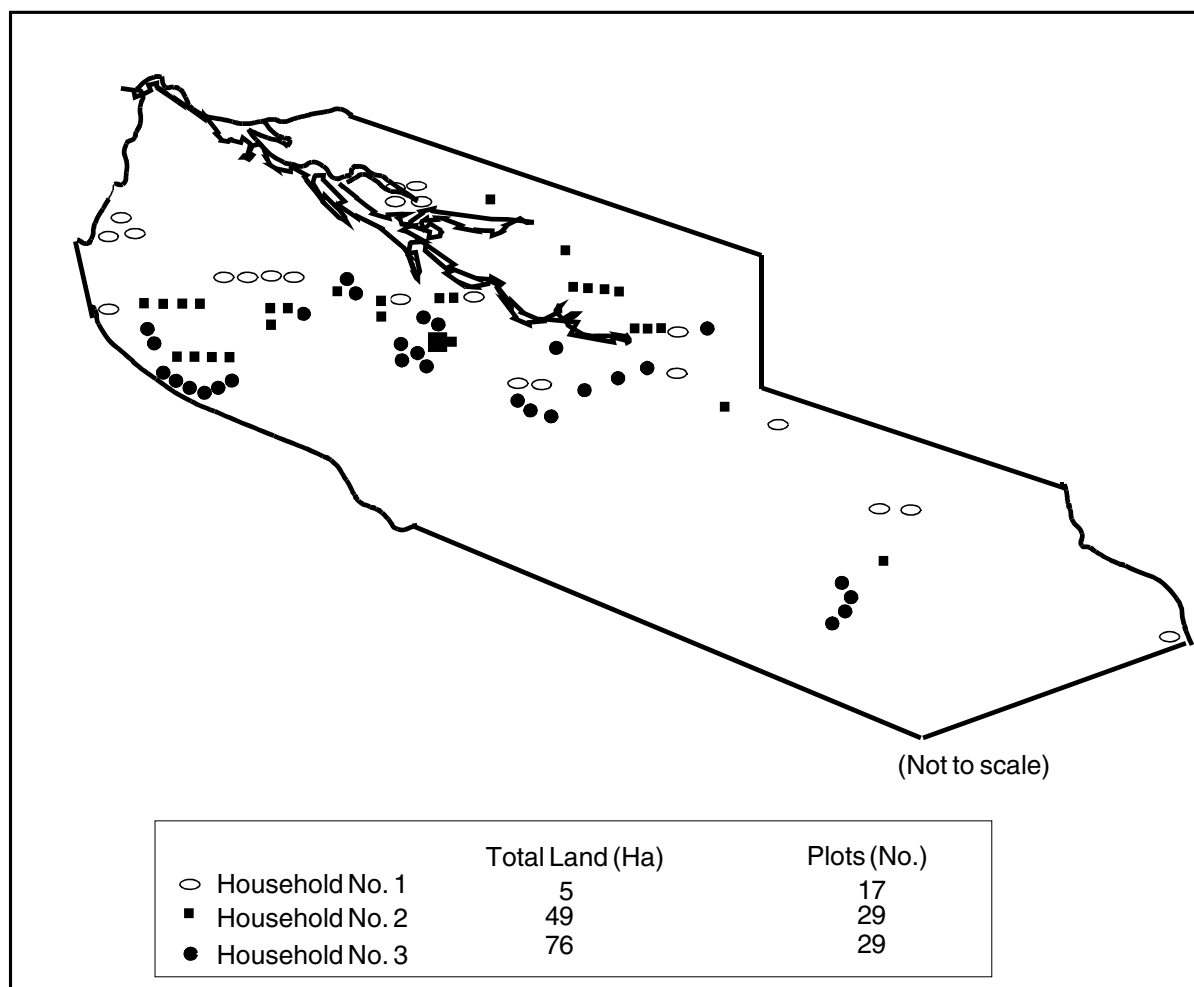 (Not to scale)
Total Land (Ha) Plots (No.)
Household No. 1 5 17
Household No. 2 49 29
Household No. 3 76 29